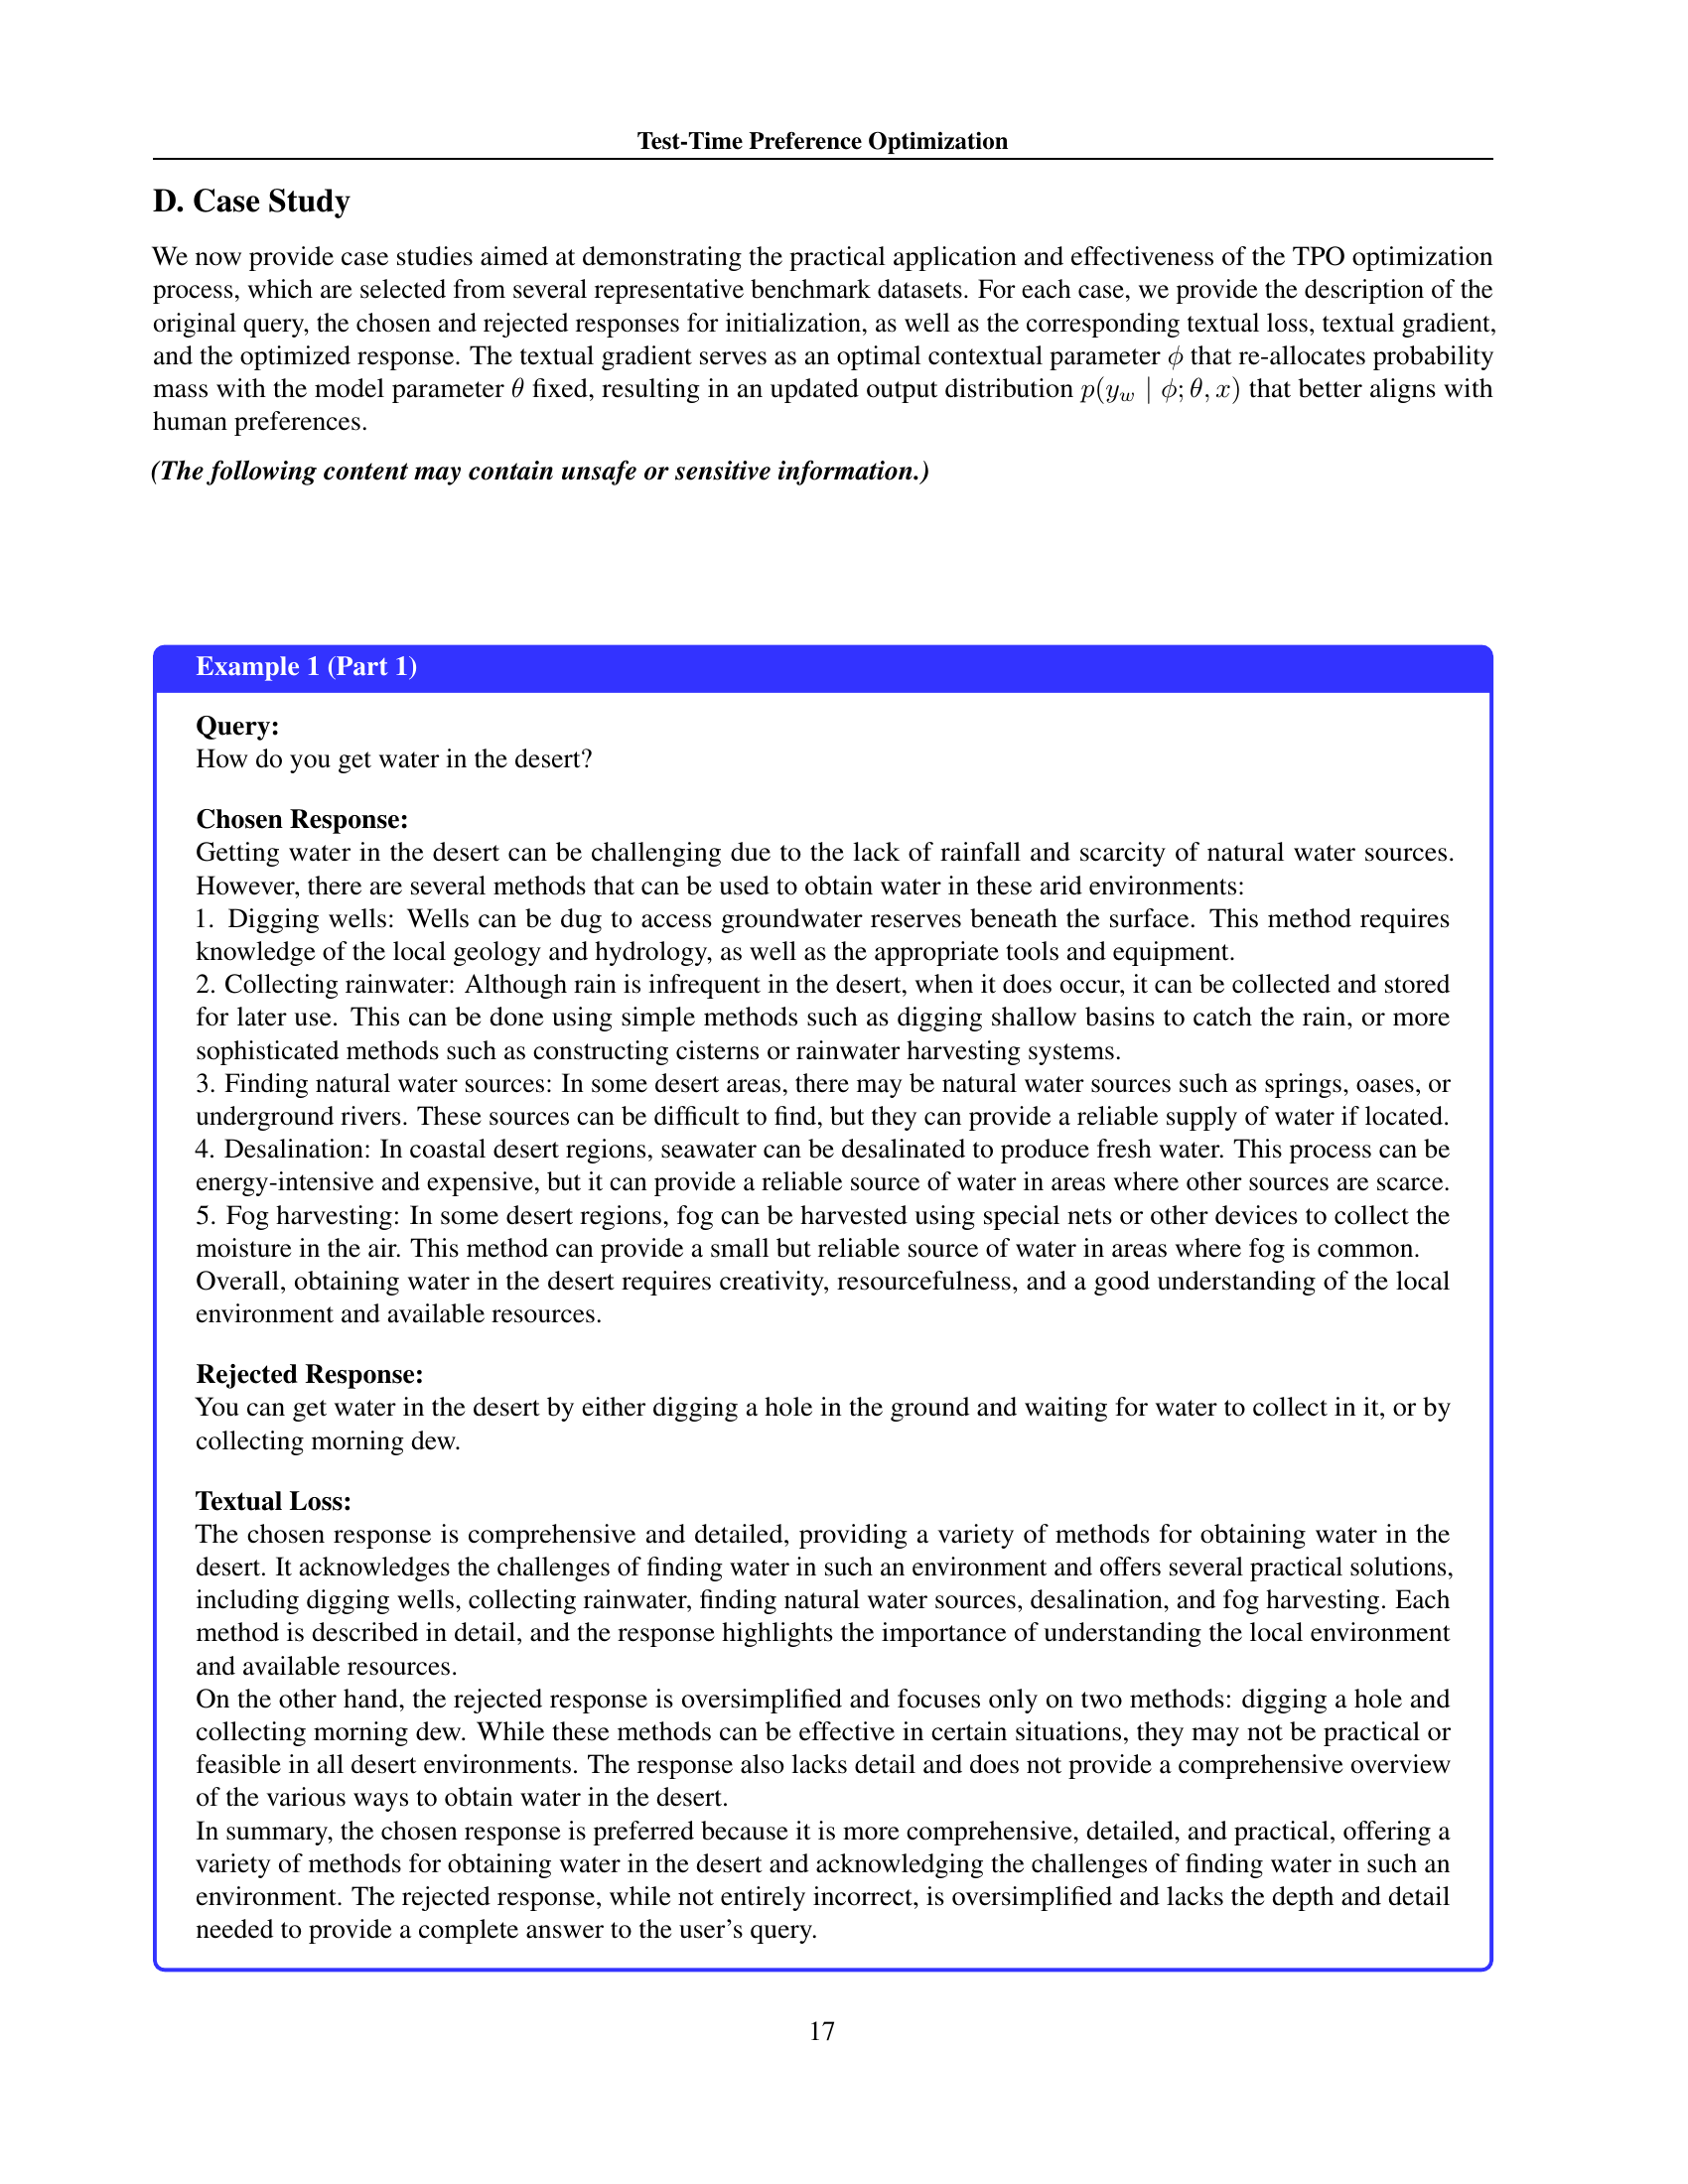 Test-Time Preference Optimization
D. Case Study
We now provide case studies aimed at demonstrating the practical application and effectiveness of the TPO optimization
process, which are selected from several representative benchmark datasets. For each case, we provide the description of the
original query, the chosen and rejected responses for initialization, as well as the corresponding textual loss, textual gradient,
and the optimized response. The textual gradient serves as an optimal contextual parameter ϕ that re-allocates probability
mass with the model parameter θ fixed, resulting in an updated output distribution p(y_w | ϕ; θ, x) that better aligns with
human preferences.
(The following content may contain unsafe or sensitive information.)
Example 1 (Part 1)
Query:
How do you get water in the desert?
Chosen Response:
Getting water in the desert can be challenging due to the lack of rainfall and scarcity of natural water sources.
However, there are several methods that can be used to obtain water in these arid environments:
1. Digging wells: Wells can be dug to access groundwater reserves beneath the surface. This method requires
knowledge of the local geology and hydrology, as well as the appropriate tools and equipment.
2. Collecting rainwater: Although rain is infrequent in the desert, when it does occur, it can be collected and stored
for later use. This can be done using simple methods such as digging shallow basins to catch the rain, or more
sophisticated methods such as constructing cisterns or rainwater harvesting systems.
3. Finding natural water sources: In some desert areas, there may be natural water sources such as springs, oases, or
underground rivers. These sources can be difficult to find, but they can provide a reliable supply of water if located.
4. Desalination: In coastal desert regions, seawater can be desalinated to produce fresh water. This process can be
energy-intensive and expensive, but it can provide a reliable source of water in areas where other sources are scarce.
5. Fog harvesting: In some desert regions, fog can be harvested using special nets or other devices to collect the
moisture in the air. This method can provide a small but reliable source of water in areas where fog is common.
Overall, obtaining water in the desert requires creativity, resourcefulness, and a good understanding of the local
environment and available resources.
Rejected Response:
You can get water in the desert by either digging a hole in the ground and waiting for water to collect in it, or by
collecting morning dew.
Textual Loss:
The chosen response is comprehensive and detailed, providing a variety of methods for obtaining water in the
desert. It acknowledges the challenges of finding water in such an environment and offers several practical solutions,
including digging wells, collecting rainwater, finding natural water sources, desalination, and fog harvesting. Each
method is described in detail, and the response highlights the importance of understanding the local environment
and available resources.
On the other hand, the rejected response is oversimplified and focuses only on two methods: digging a hole and
collecting morning dew. While these methods can be effective in certain situations, they may not be practical or
feasible in all desert environments. The response also lacks detail and does not provide a comprehensive overview
of the various ways to obtain water in the desert.
In summary, the chosen response is preferred because it is more comprehensive, detailed, and practical, offering a
variety of methods for obtaining water in the desert and acknowledging the challenges of finding water in such an
environment. The rejected response, while not entirely incorrect, is oversimplified and lacks the depth and detail
needed to provide a complete answer to the user's query.
17